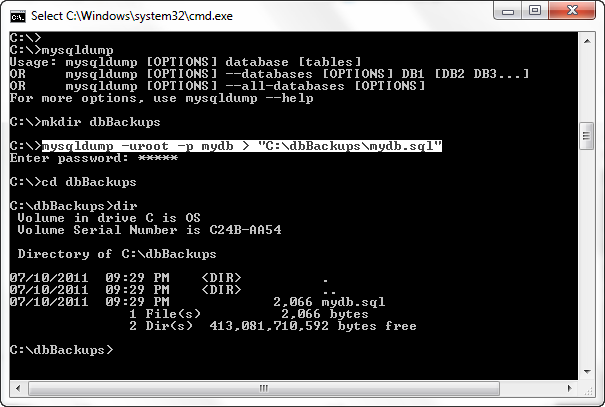 Select C:\Windows\system32\cmd.exe
C:\>
C:\>mysqldump
Usage: mysqldump [OPTIONS] database [tables]
OR     mysqldump [OPTIONS] --databases [OPTIONS] DB1 [DB2 DB3...]
OR     mysqldump [OPTIONS] --all-databases [OPTIONS]
For more options, use mysqldump --help
C:\>mkdir dbBackups
C:\>mysqldump -uroot -p mydb > "C:\dbBackups\mydb.sql"
Enter password: *****
C:\>cd dbBackups
C:\dbBackups>dir
 Volume in drive C is OS
 Volume Serial Number is C24B-AA54
 Directory of C:\dbBackups
07/10/2011  09:29 PM    <DIR>          .
07/10/2011  09:29 PM    <DIR>          ..
07/10/2011  09:29 PM             2,066 mydb.sql
               1 File(s)          2,066 bytes
               2 Dir(s)  413,081,710,592 bytes free
C:\dbBackups>